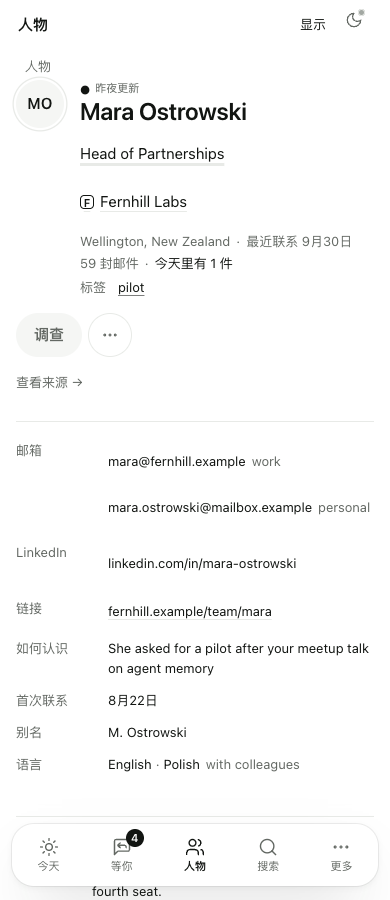 人物
显示
人物
MO
昨夜更新
Mara Ostrowski
Head of Partnerships
F Fernhill Labs
Wellington, New Zealand · 最近联系 9月30日
59 封邮件 · 今天里有 1 件
标签 pilot
调查
查看来源 →
邮箱
mara@fernhill.example work
mara.ostrowski@mailbox.example personal
LinkedIn
linkedin.com/in/mara-ostrowski
链接
fernhill.example/team/mara
如何认识
She asked for a pilot after your meetup talk
on agent memory
首次联系 8月22日
别名 M. Ostrowski
语言 English · Polish with colleagues
4
今天 等你 人物 搜索 更多
fourth seat.